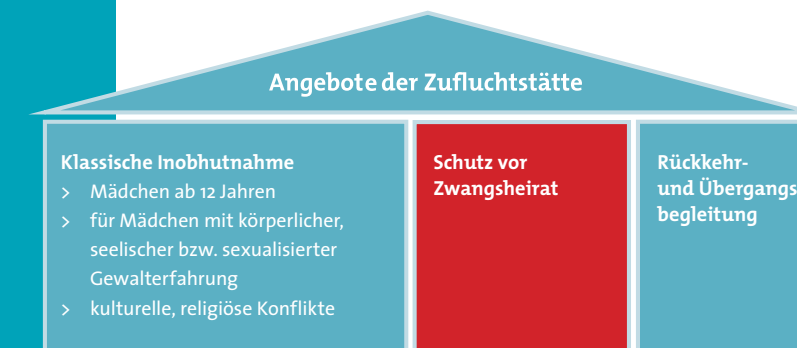 Angebote der Zufluchtstätte
Klassische Inobhutnahme
> Mädchen ab 12 Jahren
> für Mädchen mit körperlicher,
seelischer bzw. sexualisierter
Gewalterfahrung
> kulturelle, religiöse Konflikte
Schutz vor
Zwangsheirat
Rückkehr-
und Übergangs
begleitung